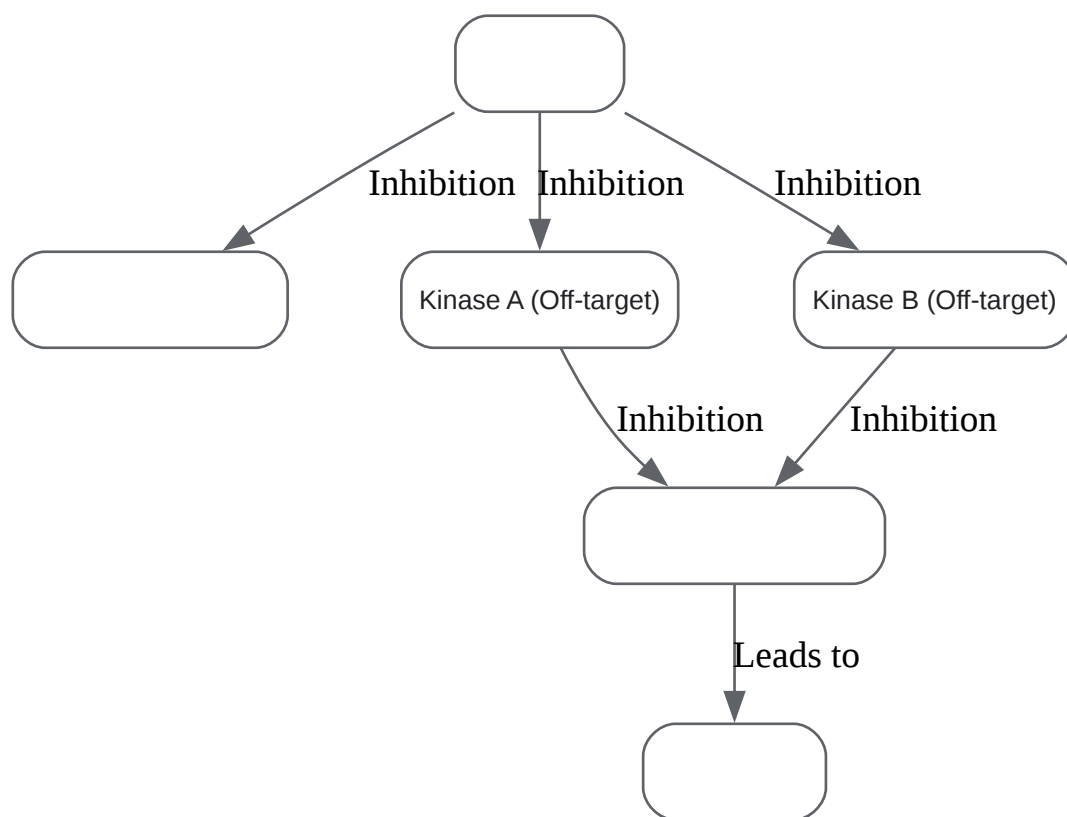 Inhibition
Inhibition
Inhibition
Kinase A (Off-target)
Kinase B (Off-target)
Inhibition
Inhibition
Leads to